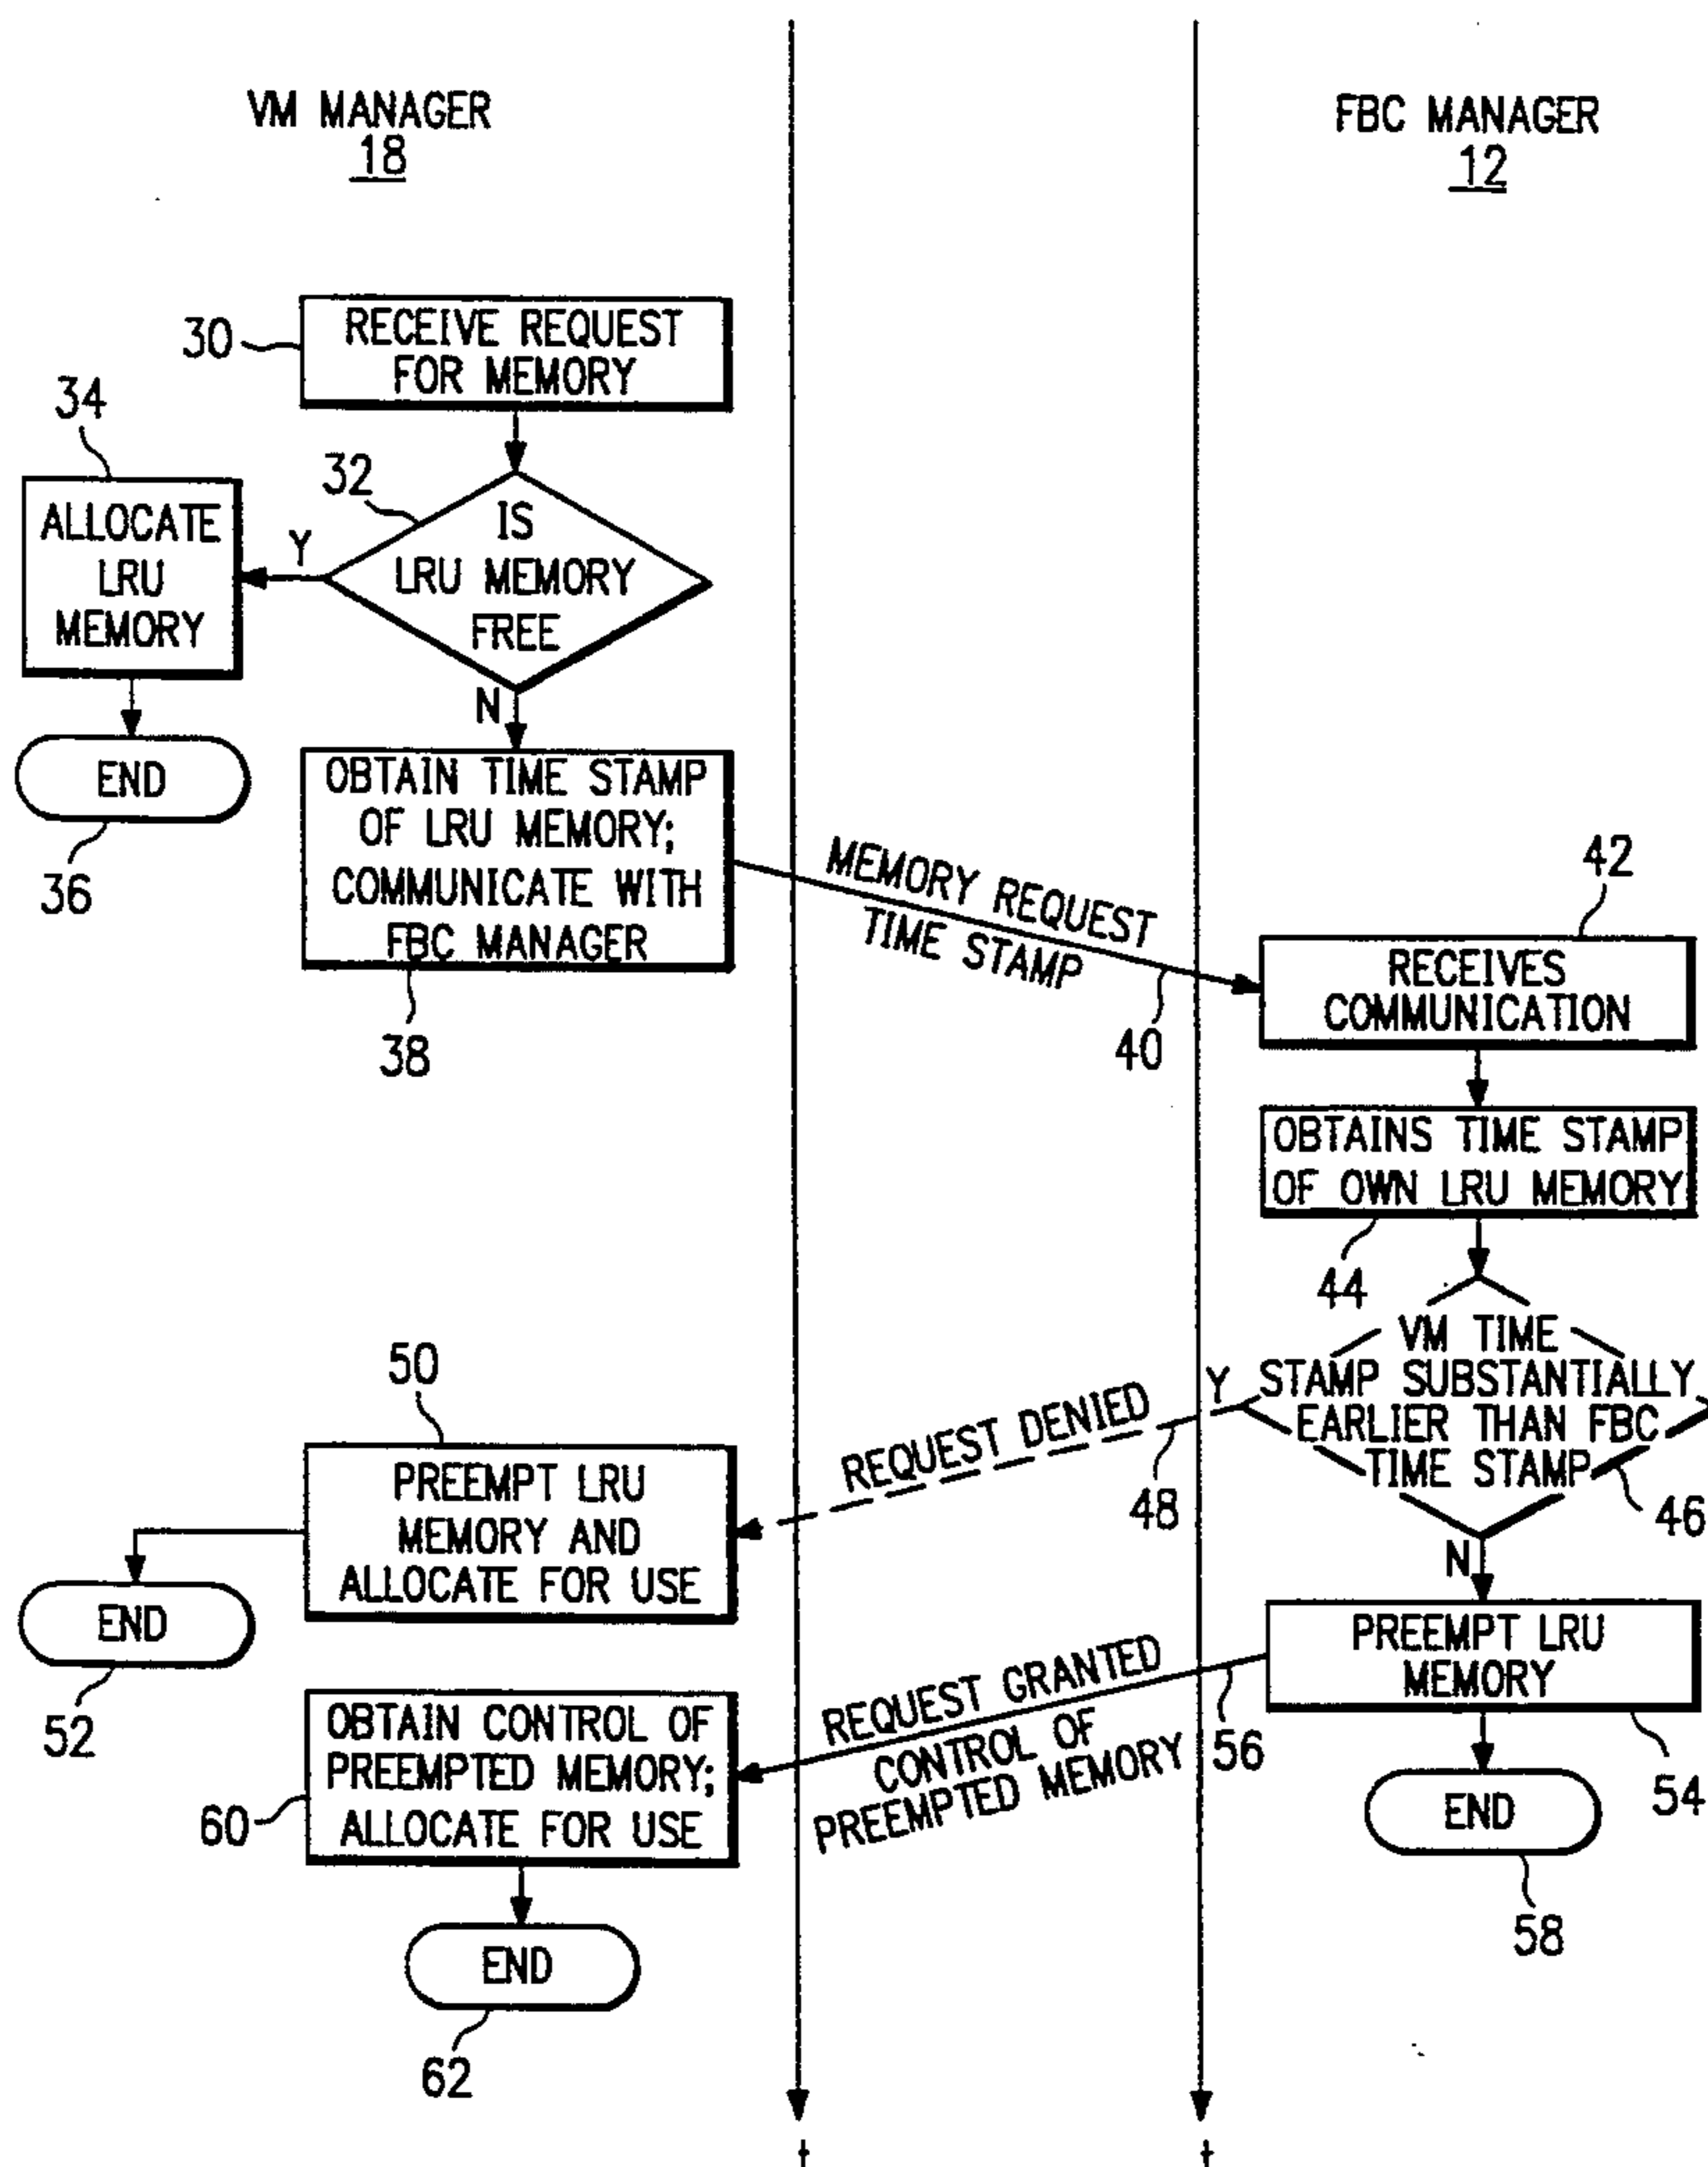 VM MANAGER
18
FBC MANAGER
12
30
RECEIVE REQUEST
FOR MEMORY
34
32
ALLOCATE
LRU
MEMORY
Y
IS
LRU MEMORY
FREE
N
END
36
OBTAIN TIME STAMP
OF LRU MEMORY;
COMMUNICATE WITH
FBC MANAGER
38
MEMORY REQUEST
TIME STAMP
40
42
RECEIVES
COMMUNICATION
OBTAINS TIME STAMP
OF OWN LRU MEMORY
44
VM TIME
STAMP SUBSTANTIALLY
EARLIER THAN FBC
TIME STAMP
46
Y
N
REQUEST DENIED
48
50
PREEMPT LRU
MEMORY AND
ALLOCATE FOR USE
END
52
PREEMPT LRU
MEMORY
54
REQUEST GRANTED
CONTROL OF
PREEMPTED MEMORY
56
END
58
OBTAIN CONTROL OF
PREEMPTED MEMORY;
ALLOCATE FOR USE
60
END
62
t
t